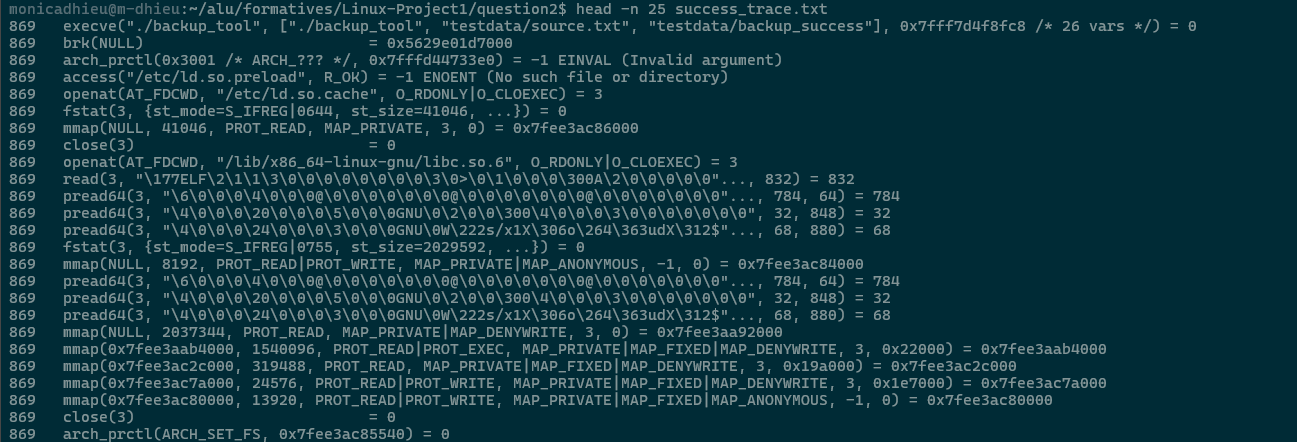 monicadhieu@m-dhieu:~/alu/formatives/Linux-Project1/question2$ head -n 25 success_trace.txt
869   execve("./backup_tool", ["./backup_tool", "testdata/source.txt", "testdata/backup_success"], 0x7fff7d4f8fc8 /* 26 vars */) = 0
869   brk(NULL)                         = 0x5629e01d7000
869   arch_prctl(0x3001 /* ARCH_??? */, 0x7fffd44733e0) = -1 EINVAL (Invalid argument)
869   access("/etc/ld.so.preload", R_OK) = -1 ENOENT (No such file or directory)
869   openat(AT_FDCWD, "/etc/ld.so.cache", O_RDONLY|O_CLOEXEC) = 3
869   fstat(3, {st_mode=S_IFREG|0644, st_size=41046, ...}) = 0
869   mmap(NULL, 41046, PROT_READ, MAP_PRIVATE, 3, 0) = 0x7fee3ac86000
869   close(3)                          = 0
869   openat(AT_FDCWD, "/lib/x86_64-linux-gnu/libc.so.6", O_RDONLY|O_CLOEXEC) = 3
869   read(3, "\177ELF\2\1\1\3\0\0\0\0\0\0\0\0\3\0>\0\1\0\0\0\300A\2\0\0\0\0\0"..., 832) = 832
869   pread64(3, "\6\0\0\0\4\0\0\0@\0\0\0\0\0\0\0@\0\0\0\0\0\0\0@\0\0\0\0\0\0\0"..., 784, 64) = 784
869   pread64(3, "\4\0\0\0\20\0\0\0\5\0\0\0GNU\0\2\0\0\300\4\0\0\0\3\0\0\0\0\0\0\0", 32, 848) = 32
869   pread64(3, "\4\0\0\0\24\0\0\0\3\0\0\0GNU\0W\222s/x1X\306o\264\363udX\312$"..., 68, 880) = 68
869   fstat(3, {st_mode=S_IFREG|0755, st_size=2029592, ...}) = 0
869   mmap(NULL, 8192, PROT_READ|PROT_WRITE, MAP_PRIVATE|MAP_ANONYMOUS, -1, 0) = 0x7fee3ac84000
869   pread64(3, "\6\0\0\0\4\0\0\0@\0\0\0\0\0\0\0@\0\0\0\0\0\0\0@\0\0\0\0\0\0\0"..., 784, 64) = 784
869   pread64(3, "\4\0\0\0\20\0\0\0\5\0\0\0GNU\0\2\0\0\300\4\0\0\0\3\0\0\0\0\0\0\0", 32, 848) = 32
869   pread64(3, "\4\0\0\0\24\0\0\0\3\0\0\0GNU\0W\222s/x1X\306o\264\363udX\312$"..., 68, 880) = 68
869   mmap(NULL, 2037344, PROT_READ, MAP_PRIVATE|MAP_DENYWRITE, 3, 0) = 0x7fee3aa92000
869   mmap(0x7fee3aab4000, 1540096, PROT_READ|PROT_EXEC, MAP_PRIVATE|MAP_FIXED|MAP_DENYWRITE, 3, 0x22000) = 0x7fee3aab4000
869   mmap(0x7fee3ac2c000, 319488, PROT_READ, MAP_PRIVATE|MAP_FIXED|MAP_DENYWRITE, 3, 0x19a000) = 0x7fee3ac2c000
869   mmap(0x7fee3ac7a000, 24576, PROT_READ|PROT_WRITE, MAP_PRIVATE|MAP_FIXED|MAP_DENYWRITE, 3, 0x1e7000) = 0x7fee3ac7a000
869   mmap(0x7fee3ac80000, 13920, PROT_READ|PROT_WRITE, MAP_PRIVATE|MAP_FIXED|MAP_ANONYMOUS, -1, 0) = 0x7fee3ac80000
869   close(3)                          = 0
869   arch_prctl(ARCH_SET_FS, 0x7fee3ac85540) = 0